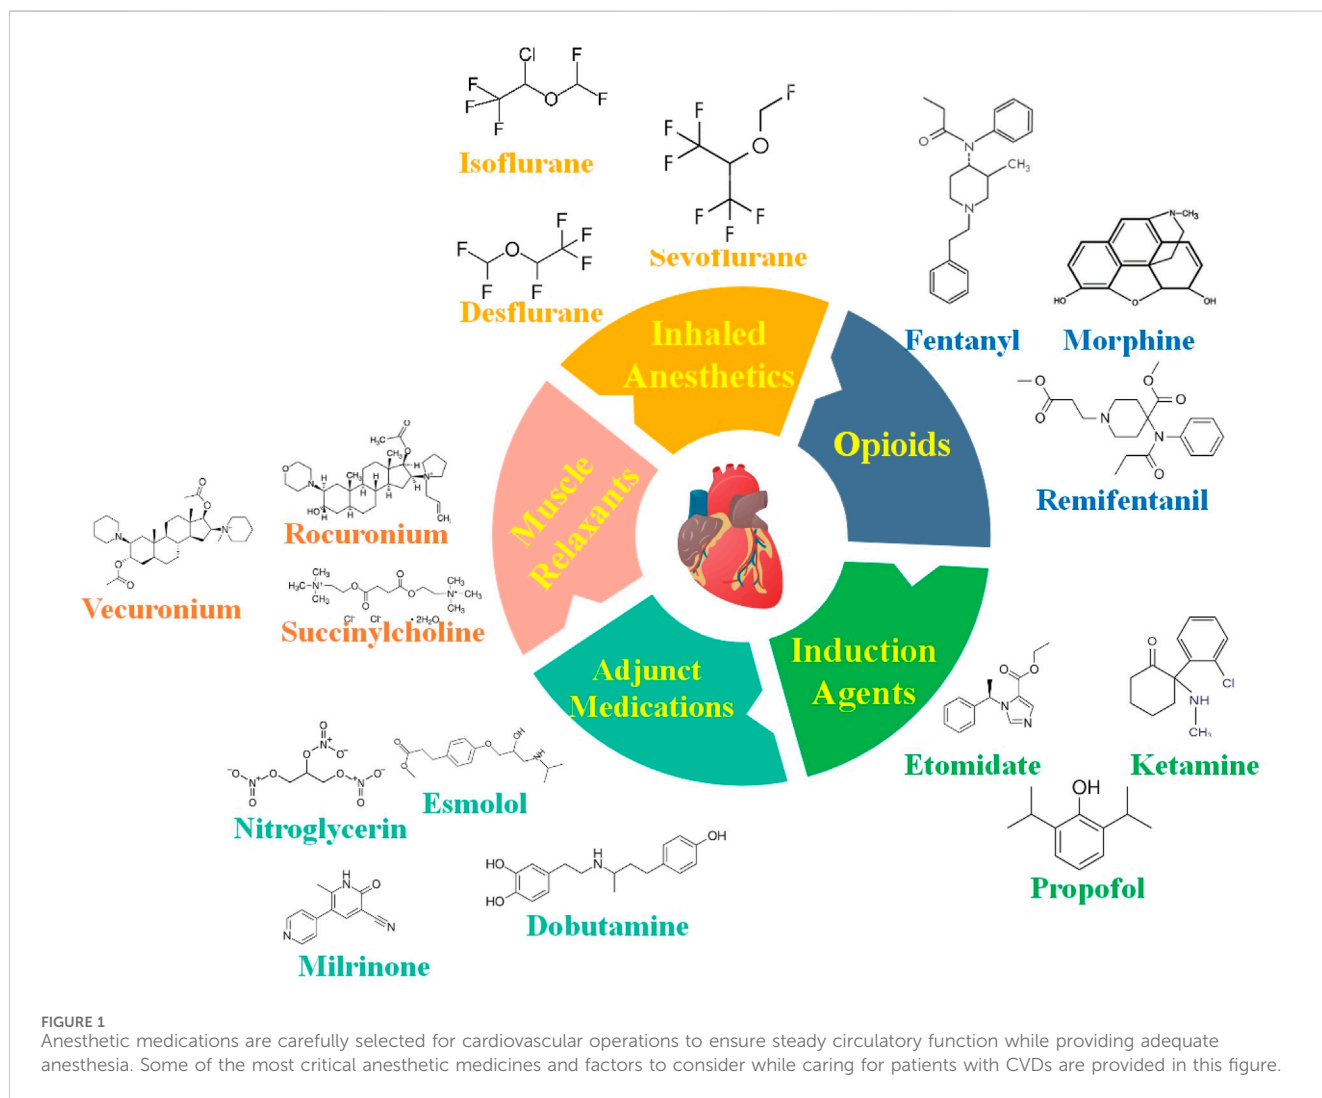 Isoflurane
Sevoflurane
Desflurane
Fentanyl
Morphine
Remifentanil
Inhaled
Anesthetics
Opioids
Muscle
Relaxants
Induction
Agents
Adjunct
Medications
Rocuronium
Vecuronium
Succinylcholine
Etomidate
Ketamine
Propofol
Nitroglycerin
Esmolol
Dobutamine
Milrinone
FIGURE 1
Anesthetic medications are carefully selected for cardiovascular operations to ensure steady circulatory function while providing adequate
anesthesia. Some of the most critical anesthetic medicines and factors to consider while caring for patients with CVDs are provided in this figure.